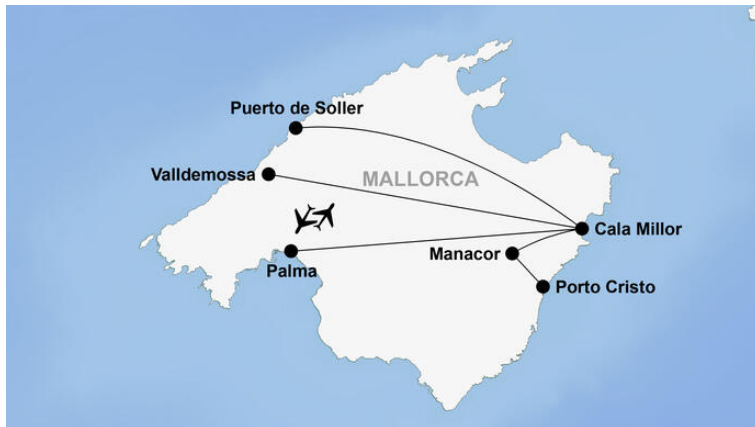 Puerto de Soller
Valldemossa
MALLORCA
Cala Millor
Manacor
Palma
Porto Cristo